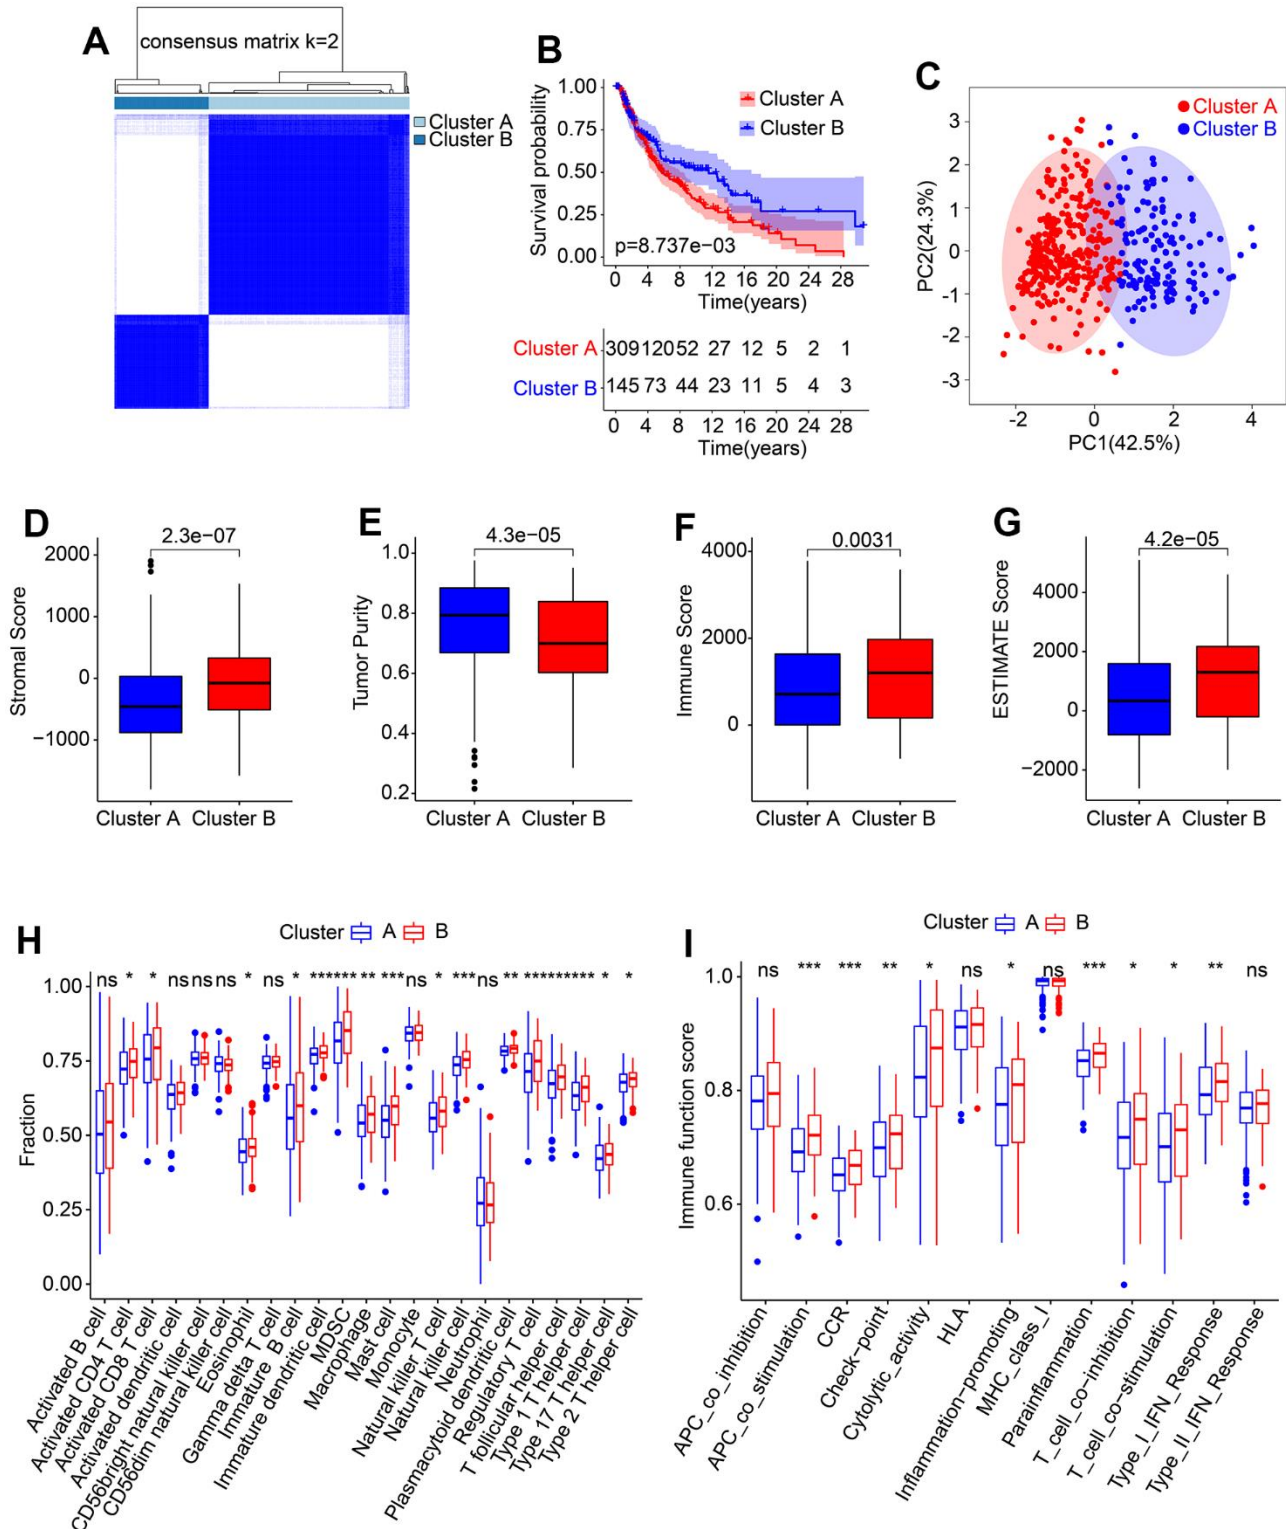 A
consensus matrix k=2
Cluster A
Cluster B
B
Survival probability
1.00
0.75
0.50
0.25
0.00
Cluster A
Cluster B
p=8.737e−03
0 4 8 12 16 20 24 28
Time(years)
Cluster A 309 120 52 27 12 5 2 1
Cluster B 145 73 44 23 11 5 4 3
0 4 8 12 16 20 24 28
Time(years)
C
PC2(24.3%)
3
2
1
0
-1
-2
-3
Cluster A
Cluster B
-2 0 2 4
PC1(42.5%)
D
2.3e−07
Stromal Score
2000
1000
0
−1000
Cluster A Cluster B
E
4.3e−05
Tumor Purity
1.0
0.8
0.6
0.4
0.2
Cluster A Cluster B
F
0.0031
Immune Score
4000
2000
0
Cluster A Cluster B
G
4.2e−05
ESTIMATE Score
4000
2000
0
−2000
Cluster A Cluster B
H
Cluster A B
ns * * ns ns ns * ns * *** *** ** *** ns * *** ns ** *** *** *** * *
Fraction
1.00
0.75
0.50
0.25
0.00
Activated B cell
Activated CD4 T cell
Activated CD8 T cell
Activated dendritic cell
CD56bright natural killer cell
CD56dim natural killer cell
Eosinophil
Gamma delta T cell
Immature B cell
Immature dendritic cell
MDSC
Macrophage
Mast cell
Monocyte
Natural killer T cell
Natural killer cell
Neutrophil
Plasmacytoid dendritic cell
Regulatory T cell
T follicular helper cell
Type 1 T helper cell
Type 17 T helper cell
Type 2 T helper cell
I
Cluster A B
ns *** *** ** * ns * ns *** * * ** ns
Immune function score
1.0
0.8
0.6
APC_co_inhibition
APC_co_stimulation
CCR
Check−point
Cytolytic_activity
HLA
Inflammation−promoting
MHC_class_I
Parainflammation
T_cell_co−inhibition
T_cell_co−stimulation
Type_I_IFN_Response
Type_II_IFN_Response